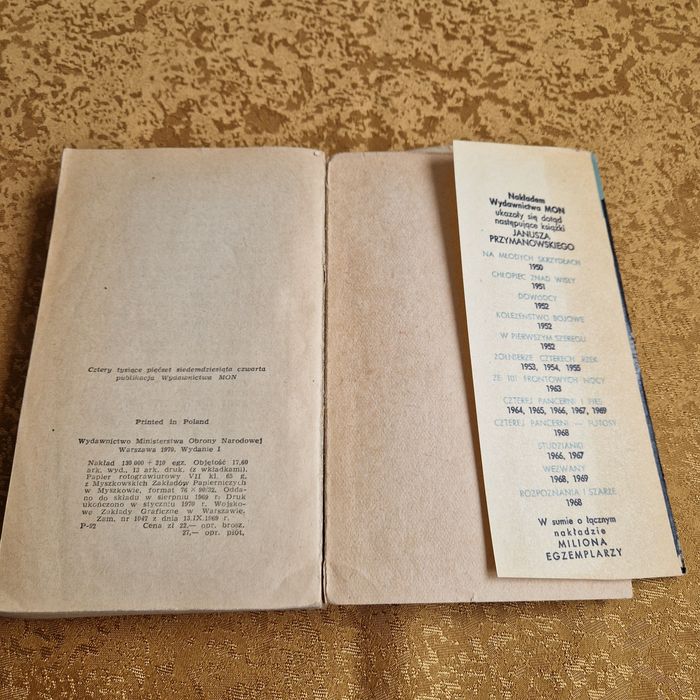 Cztery tysiące pięćset siedemdziesiąta czwarta
publikacja Wydawnictwa MON
Printed in Poland
Wydawnictwo Ministerstwa Obrony Narodowej
Warszawa 1970. Wydanie I
Nakład 139 000 + 310 egz. Objętość 17,60
ark. wyd., 13 ark. druk. (z wkładkami).
Papier rotograwiurowy VII kl. 65 g,
z Myszkowskich Zakładów Papierniczych
w Myszkowie, format 76 × 90/32. Odda-
no do składu w sierpniu 1969 r. Druk
ukończono w styczniu 1970 r. Wojsko-
we Zakłady Graficzne w Warszawie.
Zam. nr 1047 z dnia 13.IX.1969 r.
P-92 Cena zł 22,— opr. brosz.
27,— opr. płót.
Nakładem
Wydawnictwa MON
ukazały się dotąd
następujące książki
JANUSZA
PRZYMANOWSKIEGO
NA MŁODYCH SKRZYDŁACH
1950
CHŁOPIEC ZNAD WISŁY
1951
DOWÓDCY
1952
KOLEŻEŃSTWO BOJOWE
1952
W PIERWSZYM SZEREGU
1952
ŻOŁNIERZE CZTERECH RZEK
1953, 1954, 1955
ZE 101 FRONTOWYCH NOCY
1963
CZTEREJ PANCERNI I PIES
1964, 1965, 1966, 1967, 1969
CZTEREJ PANCERNI — FOTOSY
1968
STUDZIANKI
1966, 1967
WEZWANY
1968, 1969
ROZPOZNANIA I SZARŻE
1968
W sumie o łącznym
nakładzie
MILIONA
EGZEMPLARZY